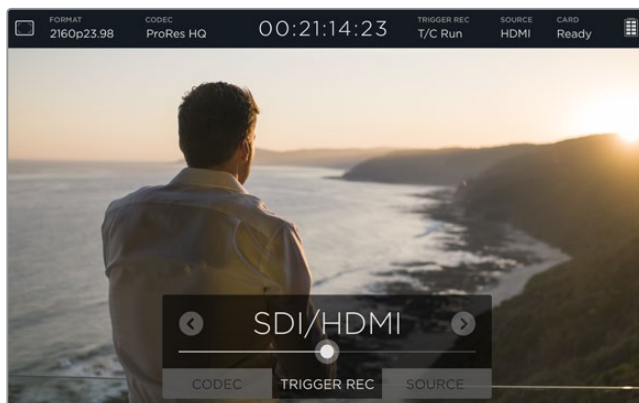 FORMAT CODEC 00:21:14:23 TRIGGER REC SOURCE CARD
2160p23.98 ProRes HQ T/C Run HDMI Ready
SDI/HDMI
CODEC TRIGGER REC SOURCE